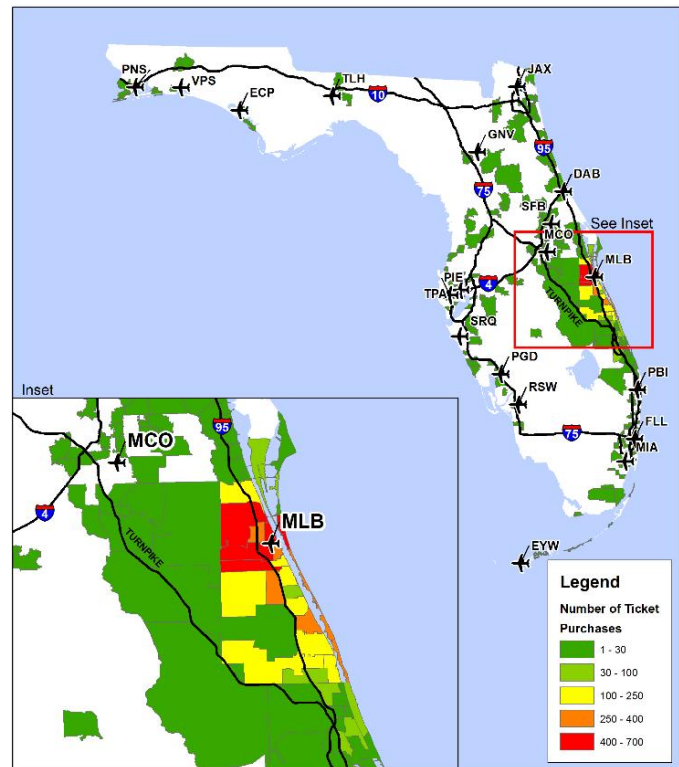 JAX
PNS
VPS
TLH
ECP
10
GNV
95
DAB
75
SFB
See Inset
MCO
MLB
PIE
4
TPA
TURNPIKE
SRQ
PGD
PBI
RSW
Inset
FLL
75
MIA
95
MCO
4
MLB
TURNPIKE
EYW
Legend
Number of Ticket
Purchases
1 - 30
30 - 100
100 - 250
250 - 400
400 - 700